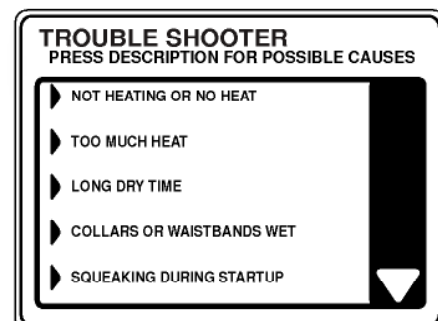 TROUBLE SHOOTER
PRESS DESCRIPTION FOR POSSIBLE CAUSES
NOT HEATING OR NO HEAT
TOO MUCH HEAT
LONG DRY TIME
COLLARS OR WAISTBANDS WET
SQUEAKING DURING STARTUP